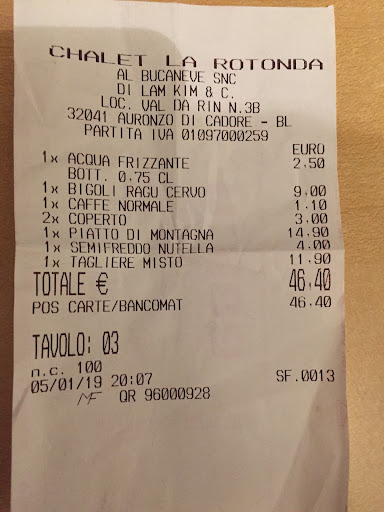 CHALET LA ROTONDA
AL BUCANEVE SNC
DI LAM KIM & C.
LOC. VAL DA RIN N.3B
32041 AURONZO DI CADORE - BL
PARTITA IVA 01097000259
EURO
1x ACQUA FRIZZANTE 2,50
BOTT. 0.75 CL
1x BIGOLI RAGU CERVO 9,00
1x CAFFE NORMALE 1,10
2x COPERTO 3,00
1x PIATTO DI MONTAGNA 14,90
1x SEMIFREDDO NUTELLA 4,00
1x TAGLIERE MISTO 11,90
TOTALE € 46,40
POS CARTE/BANCOMAT 46,40
TAVOLO: 03
n.c. 100
05/01/19 20:07 SF.0013
MF QR 96000928